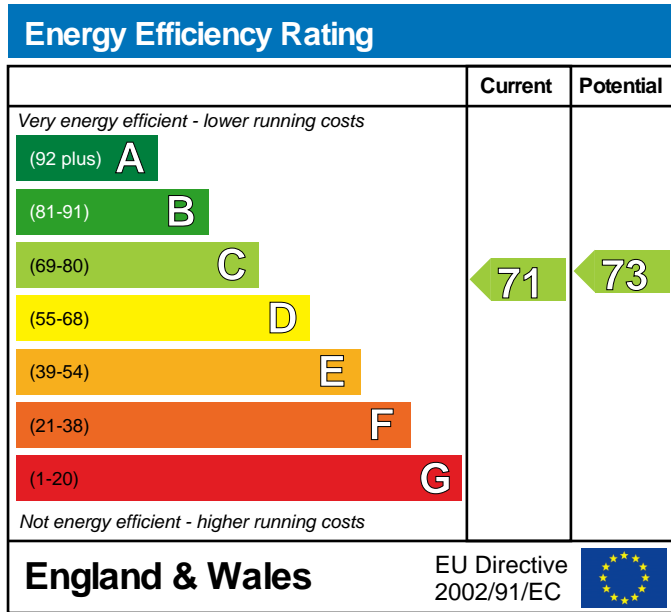 Energy Efficiency Rating
Current Potential
Very energy efficient - lower running costs
(92 plus) A
(81-91) B
(69-80) C 71 73
(55-68) D
(39-54) E
(21-38) F
(1-20) G
Not energy efficient - higher running costs
England & Wales
EU Directive
2002/91/EC